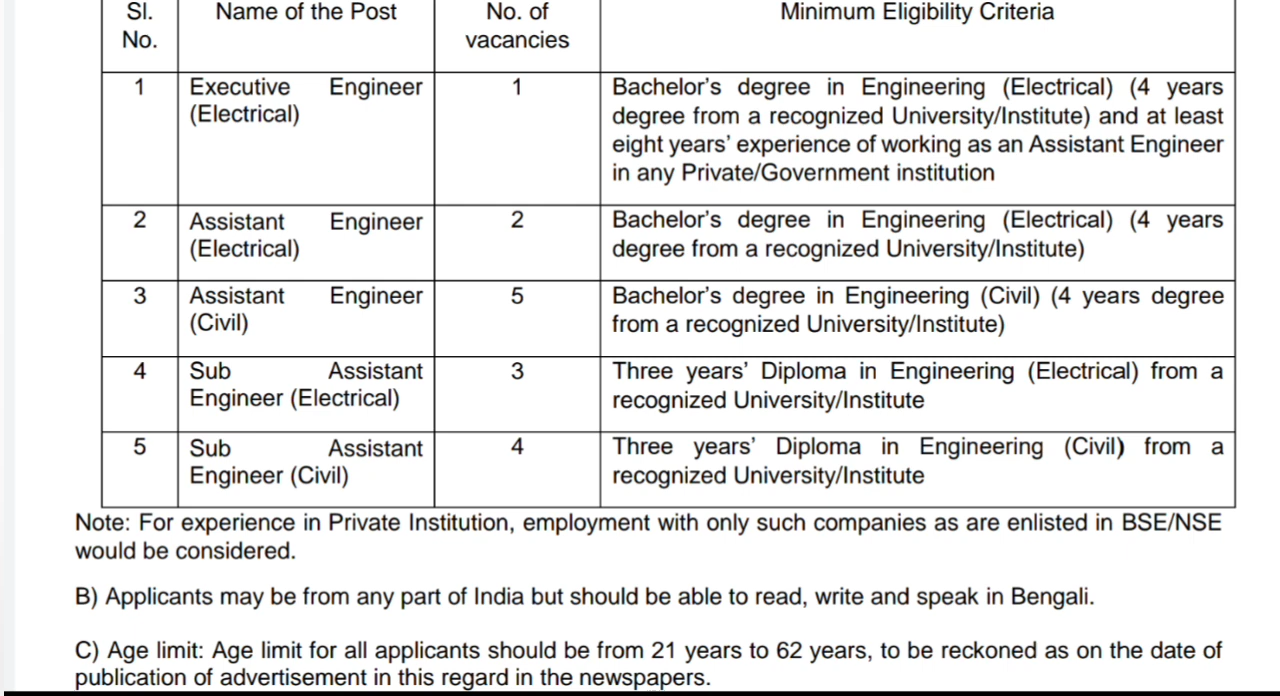 Sl. No. Name of the Post No. of vacancies Minimum Eligibility Criteria
1 Executive Engineer (Electrical) 1 Bachelor’s degree in Engineering (Electrical) (4 years
degree from a recognized University/Institute) and at least
eight years’ experience of working as an Assistant Engineer
in any Private/Government institution
2 Assistant Engineer (Electrical) 2 Bachelor’s degree in Engineering (Electrical) (4 years
degree from a recognized University/Institute)
3 Assistant Engineer (Civil) 5 Bachelor’s degree in Engineering (Civil) (4 years degree
from a recognized University/Institute)
4 Sub Assistant Engineer (Electrical) 3 Three years’ Diploma in Engineering (Electrical) from a
recognized University/Institute
5 Sub Assistant Engineer (Civil) 4 Three years’ Diploma in Engineering (Civil) from a
recognized University/Institute
Note: For experience in Private Institution, employment with only such companies as are enlisted in BSE/NSE
would be considered.
B) Applicants may be from any part of India but should be able to read, write and speak in Bengali.
C) Age limit: Age limit for all applicants should be from 21 years to 62 years, to be reckoned as on the date of
publication of advertisement in this regard in the newspapers.